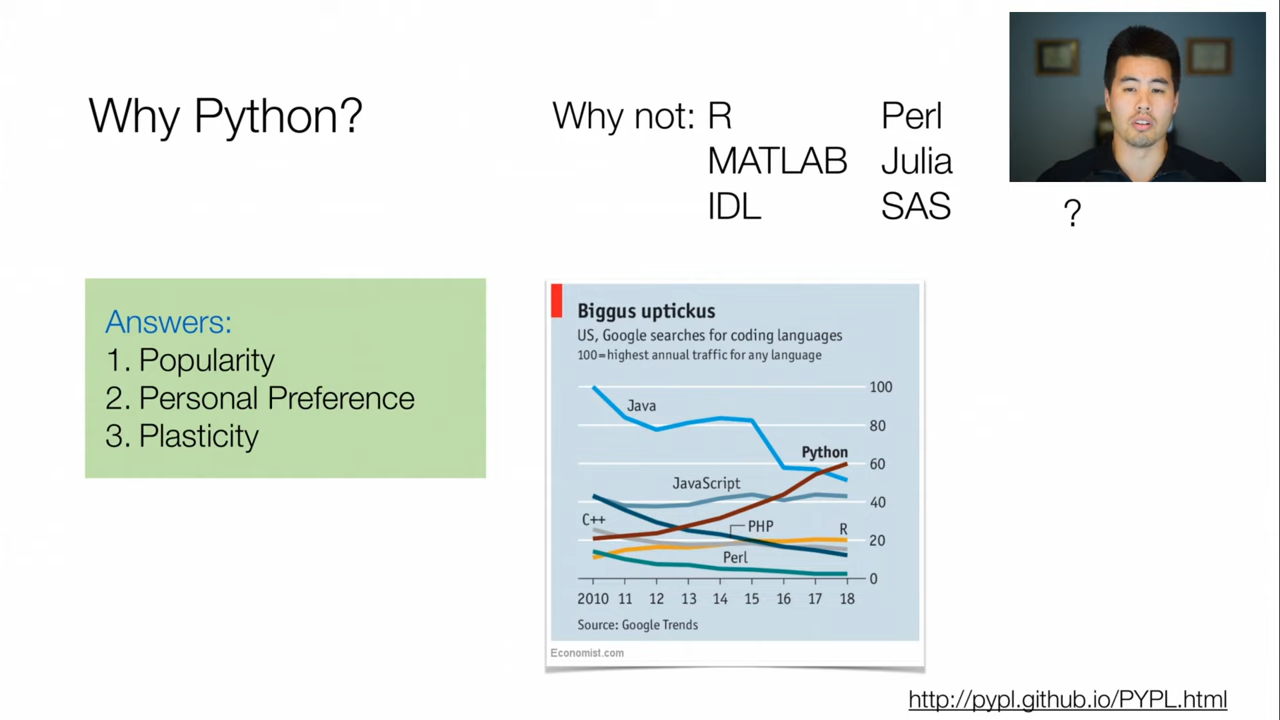 Why Python?
Why not: R Perl
MATLAB Julia
IDL SAS ?
Answers:
1. Popularity
2. Personal Preference
3. Plasticity
Biggus uptickus
US, Google searches for coding languages
100=highest annual traffic for any language
100
Java
80
Python
60
JavaScript
40
C++
PHP
R
20
Perl
0
2010 11 12 13 14 15 16 17 18
Source: Google Trends
Economist.com
http://pypl.github.io/PYPL.html